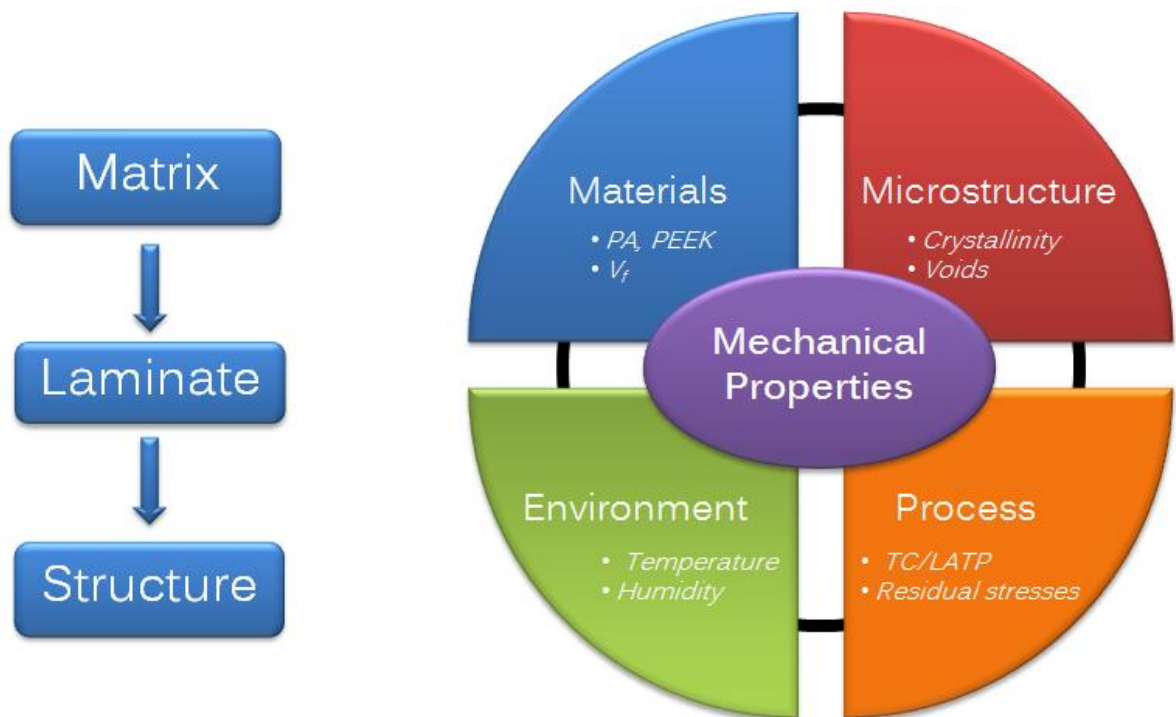 Matrix
Laminate
Structure
Materials
• PA, PEEK
• Vf
Microstructure
• Crystallinity
• Voids
Mechanical
Properties
Environment
• Temperature
• Humidity
Process
• TC/LATP
• Residual stresses